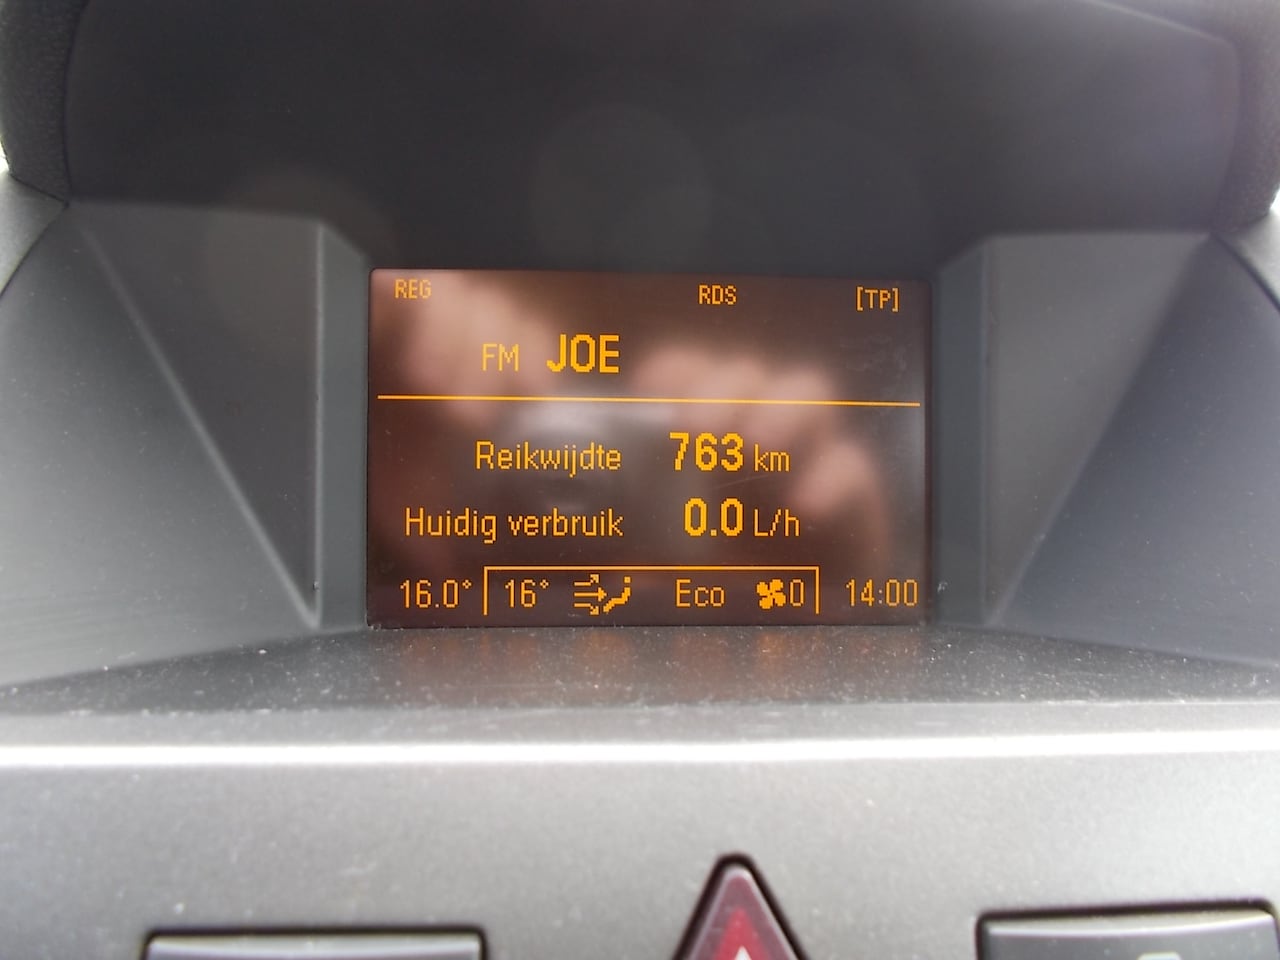 REG RDS [TP]
FM JOE
Reikwijdte 763 km
Huidig verbruik 0.0 L/h
16.0° 16° Eco 0 14:00